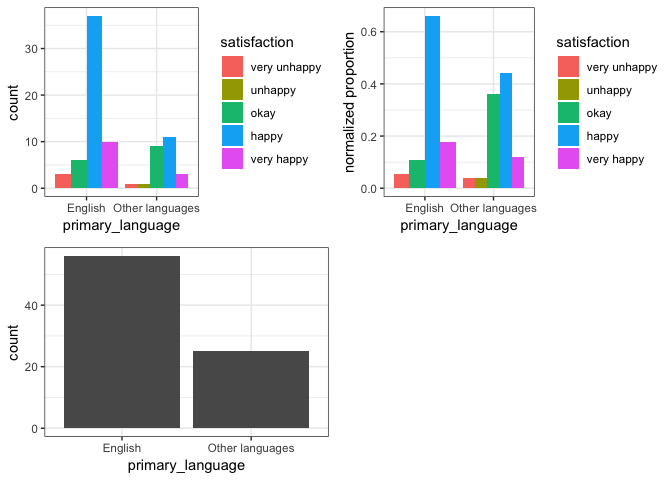 count
30
20
10
0
English Other languages
primary_language
satisfaction
very unhappy
unhappy
okay
happy
very happy
normalized proportion
0.6
0.4
0.2
0.0
English Other languages
primary_language
satisfaction
very unhappy
unhappy
okay
happy
very happy
count
40
20
0
English Other languages
primary_language